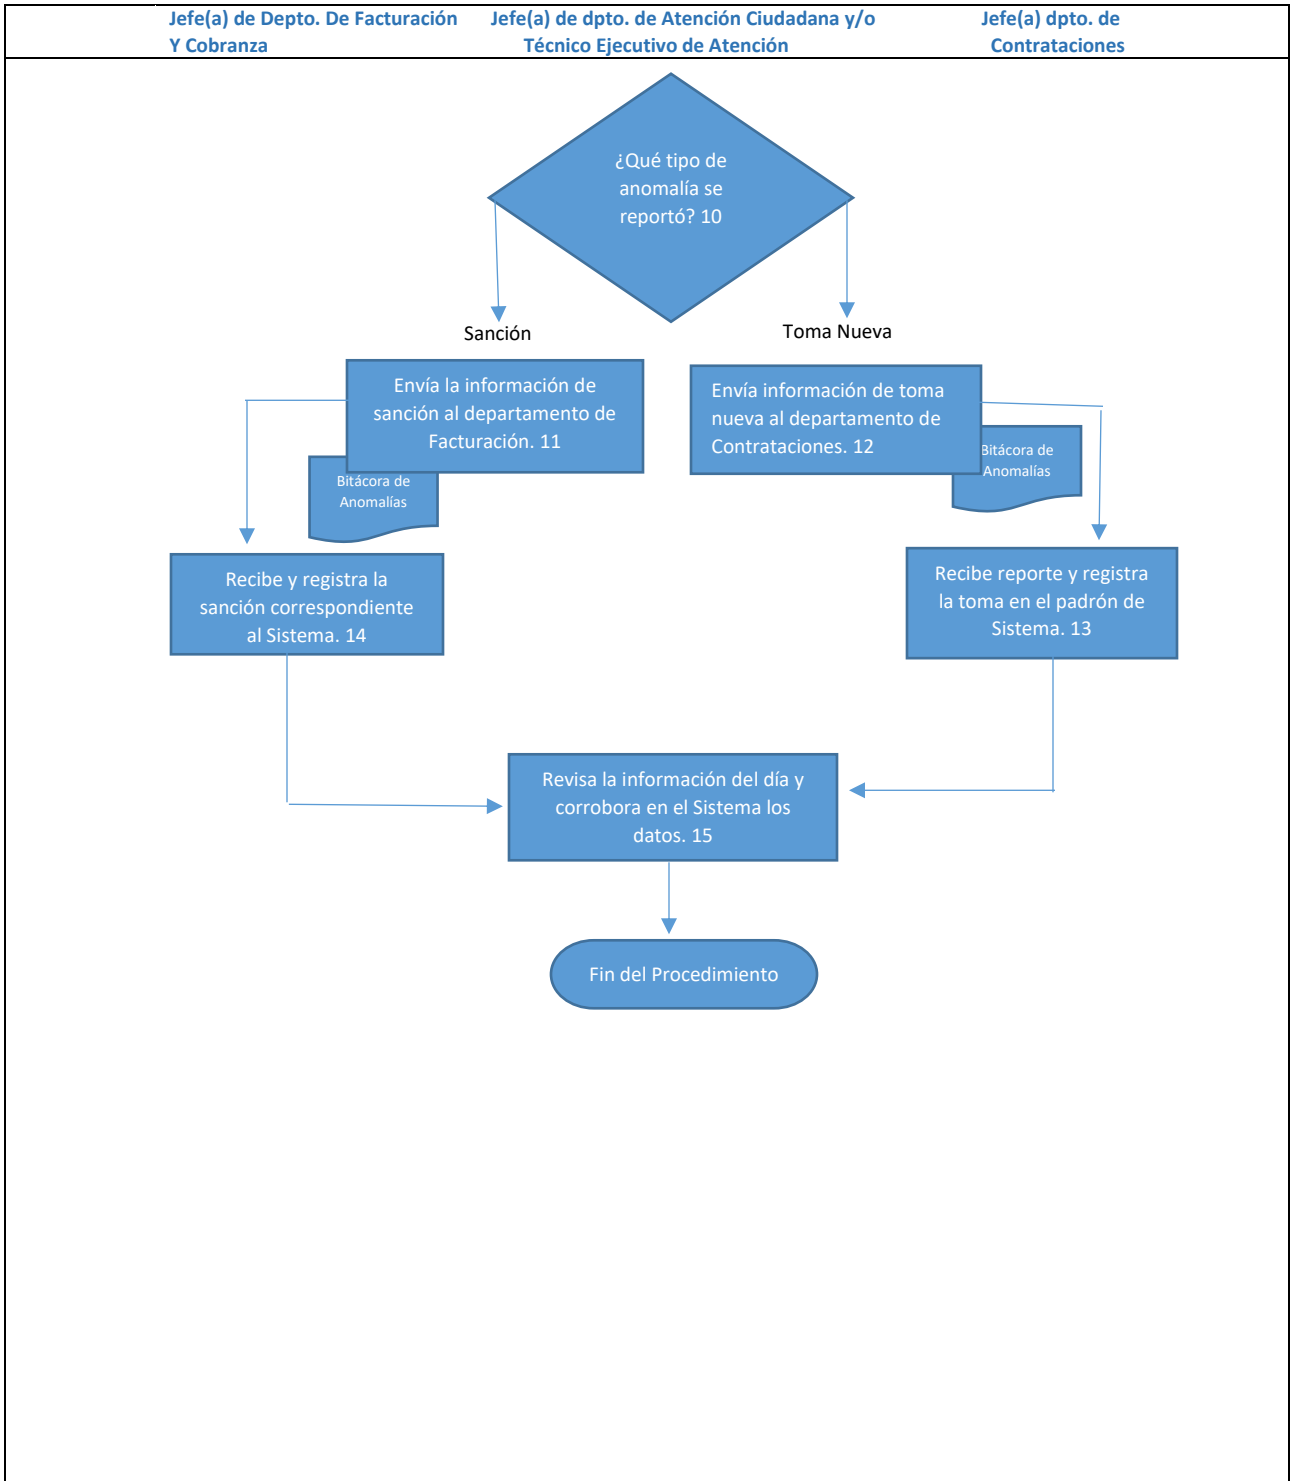 Jefe(a) de Depto. De Facturación
Y Cobranza
Jefe(a) de dpto. de Atención Ciudadana y/o
Técnico Ejecutivo de Atención
Jefe(a) dpto. de
Contrataciones
¿Qué tipo de
anomalía se
reportó? 10
Sanción
Toma Nueva
Envía la información de
sanción al departamento de
Facturación. 11
Envía información de toma
nueva al departamento de
Contrataciones. 12
Bitácora de
Anomalías
Bitácora de
Anomalías
Recibe y registra la
sanción correspondiente
al Sistema. 14
Recibe reporte y registra
la toma en el padrón de
Sistema. 13
Revisa la información del día y
corrobora en el Sistema los
datos. 15
Fin del Procedimiento